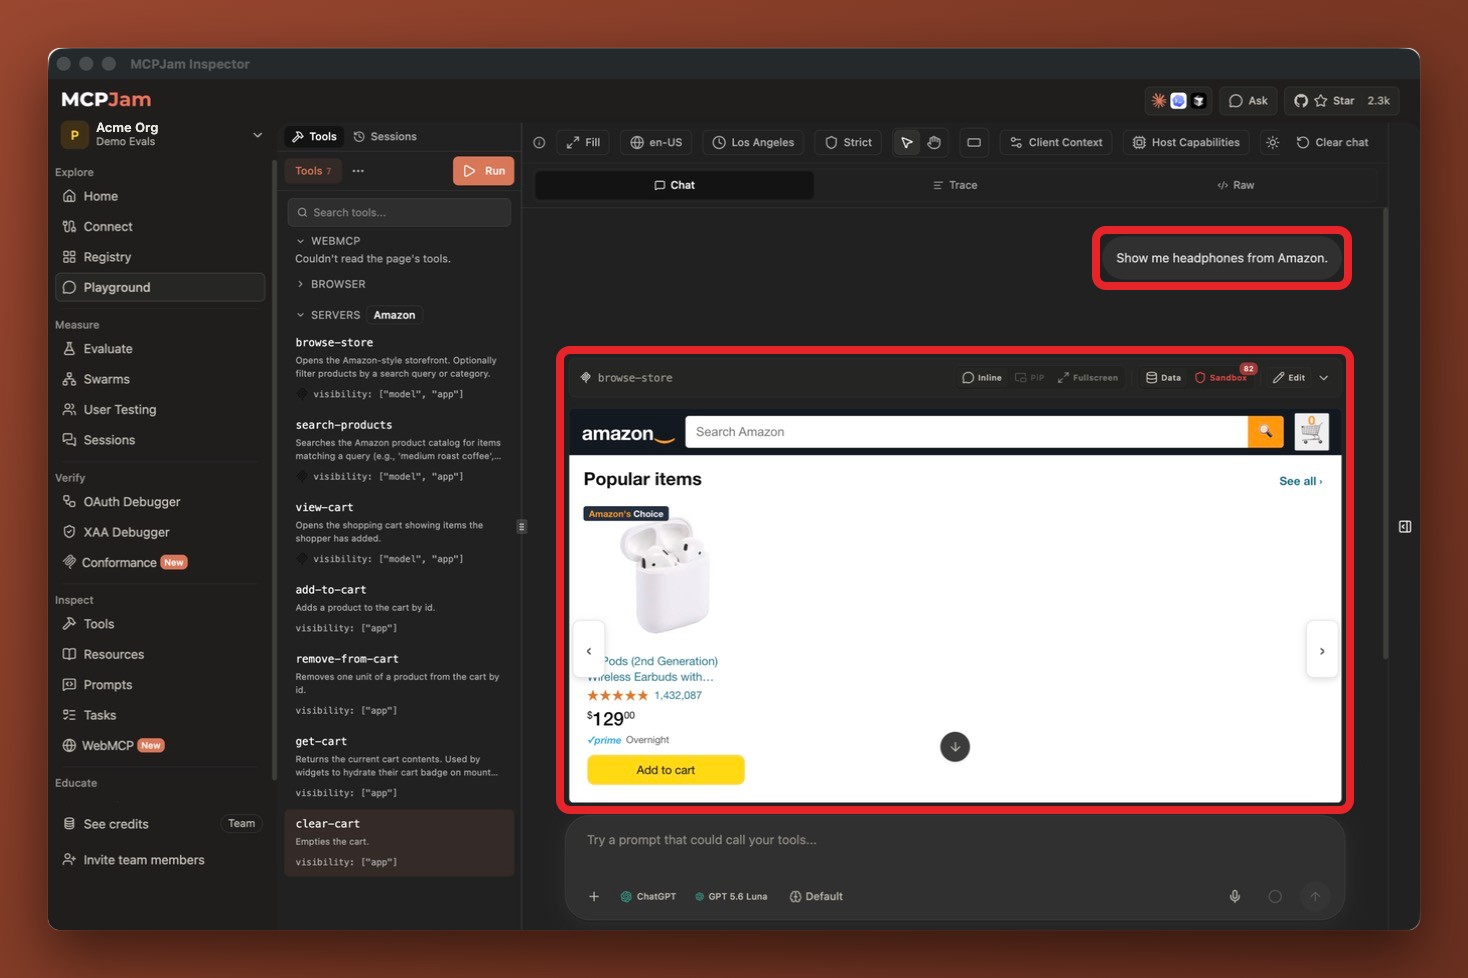 MCPJam Inspector
MCPJam
Ask
Star 2.3k
P
Acme Org
Demo Evals
Explore
Home
Connect
Registry
Playground
Measure
Evaluate
Swarms
User Testing
Sessions
Verify
OAuth Debugger
XAA Debugger
Conformance New
Inspect
Tools
Resources
Prompts
Tasks
WebMCP New
Educate
See credits Team
Invite team members
Tools Sessions
Tools 7 ••• Run
Search tools...
WEBMCP
Couldn't read the page's tools.
BROWSER
SERVERS Amazon
browse-store
Opens the Amazon-style storefront. Optionally
filter products by a search query or category.
visibility: ["model", "app"]
search-products
Searches the Amazon product catalog for items
matching a query (e.g., 'medium roast coffee',...
visibility: ["model", "app"]
view-cart
Opens the shopping cart showing items the
shopper has added.
visibility: ["model", "app"]
add-to-cart
Adds a product to the cart by id.
visibility: ["app"]
remove-from-cart
Removes one unit of a product from the cart by
id.
visibility: ["app"]
get-cart
Returns the current cart contents. Used by
widgets to hydrate their cart badge on mount...
visibility: ["app"]
clear-cart
Empties the cart.
visibility: ["app"]
Fill en-US Los Angeles Strict Client Context Host Capabilities Clear chat
Chat Trace Raw
Show me headphones from Amazon.
browse-store Inline PiP Fullscreen Data Sandbox 82 Edit
amazon Search Amazon 0
Popular items See all ›
Amazon's Choice
Pods (2nd Generation)
Wireless Earbuds with...
★★★★★ 1,432,087
$129 00
✓prime Overnight
Add to cart
Try a prompt that could call your tools...
+ ChatGPT GPT 5.6 Luna Default